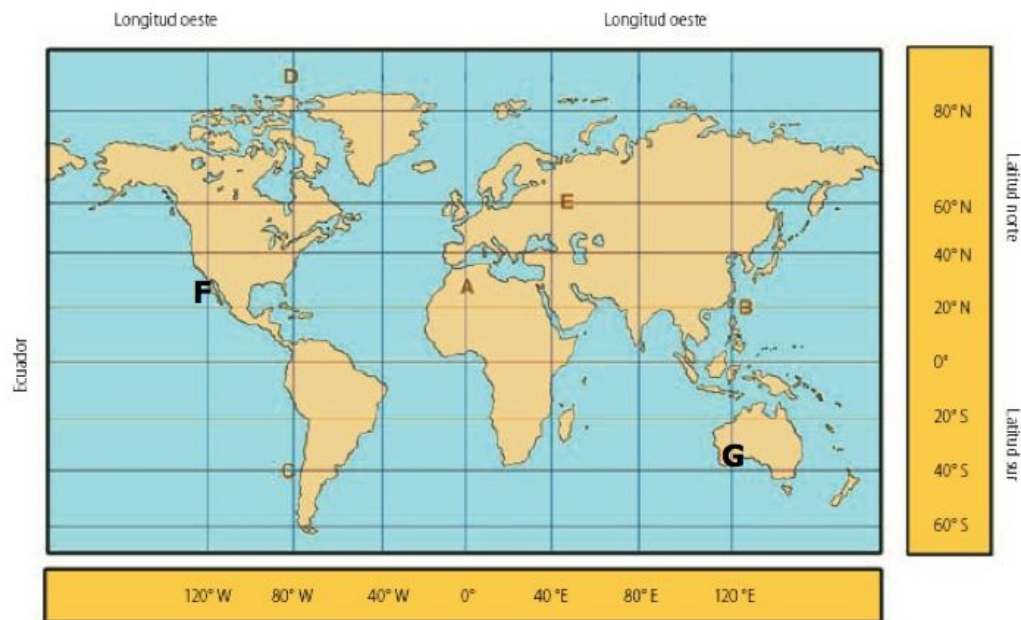 Longitud oeste Longitud oeste
D
80° N
E
60° N
40° N
F
A
B
20° N
0°
20° S
G
C
40° S
60° S
Ecuador
Latitud norte
Latitud sur
120° W 80° W 40° W 0° 40 °E 80° E 120 °E